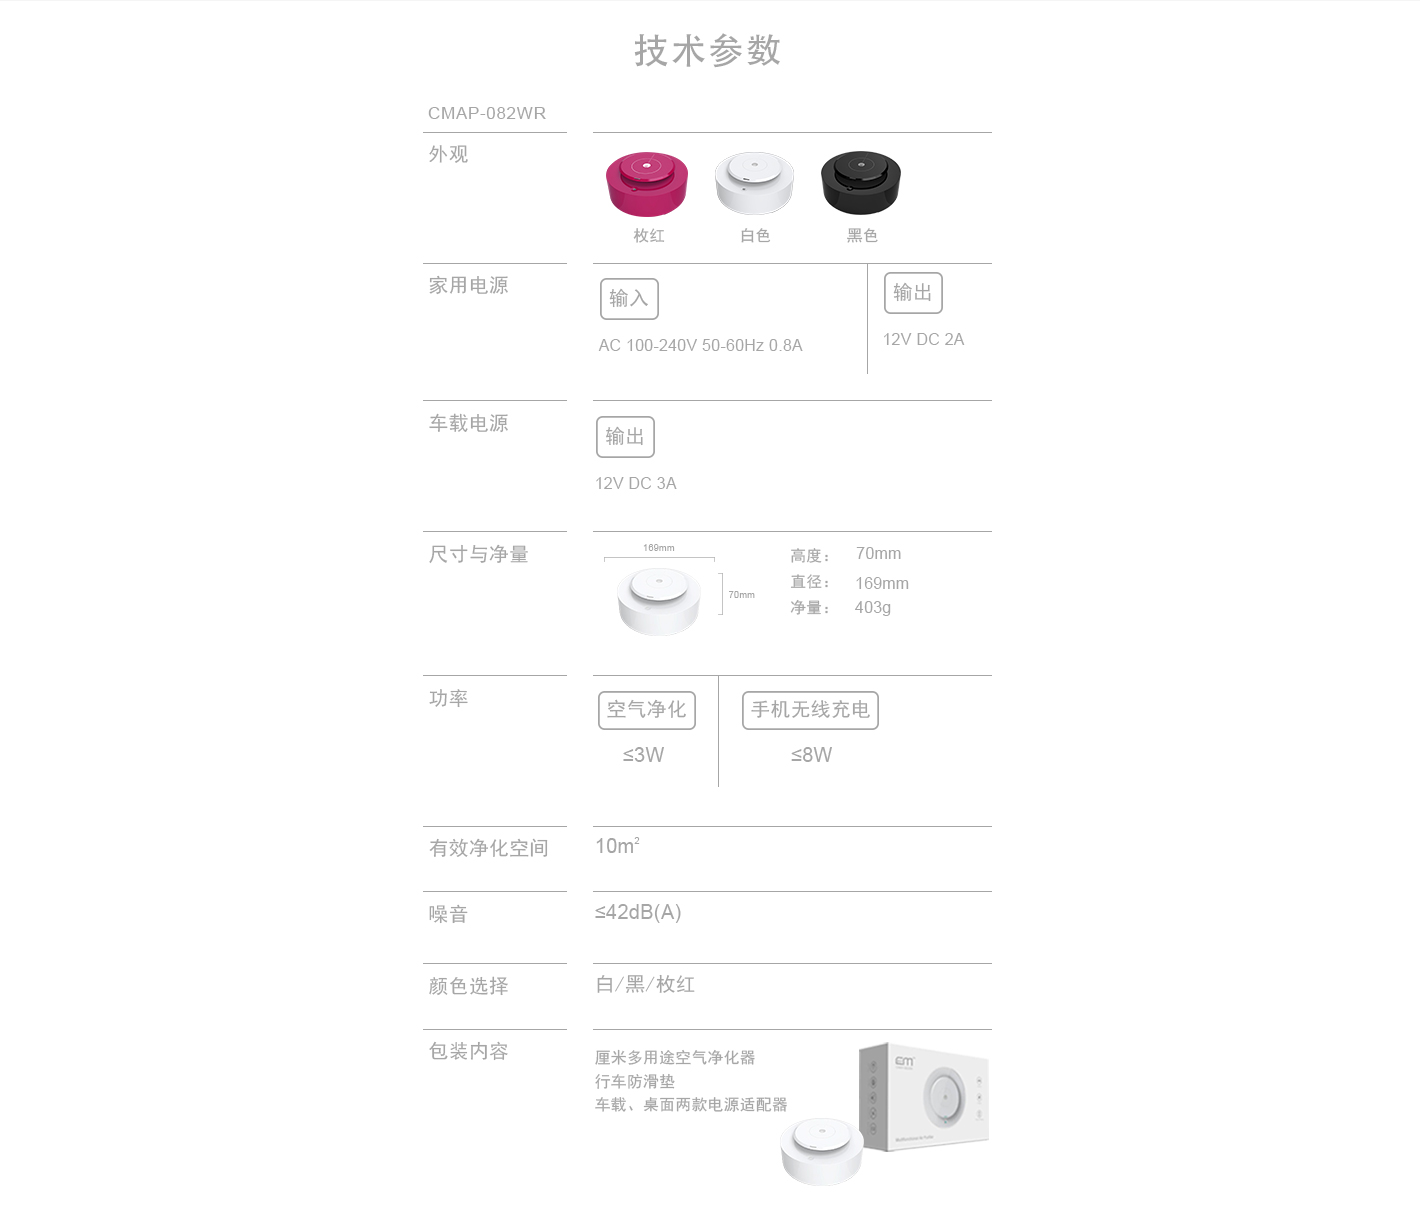 技术参数
CMAP-082WR
外观
枚红
白色
黑色
家用电源
输入
AC 100-240V 50-60Hz 0.8A
输出
12V DC 2A
车载电源
输出
12V DC 3A
尺寸与净量
169mm
70mm
高度： 70mm
直径： 169mm
净量： 403g
功率
空气净化
≤3W
手机无线充电
≤8W
有效净化空间
10m²
噪音
≤42dB(A)
颜色选择
白/黑/枚红
包装内容
厘米多用途空气净化器
行车防滑垫
车载、桌面两款电源适配器
cm